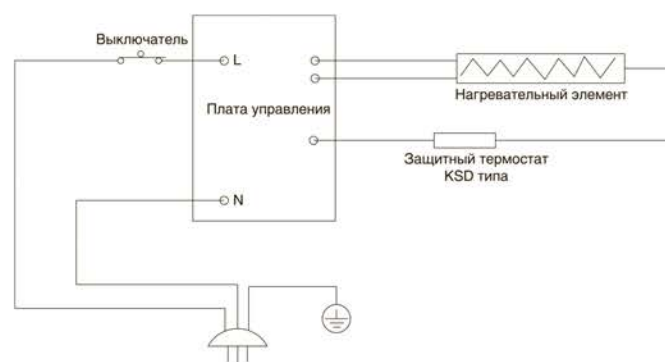 Выключатель
L
Плата управления
N
Нагревательный элемент
Защитный термостат
KSD типа